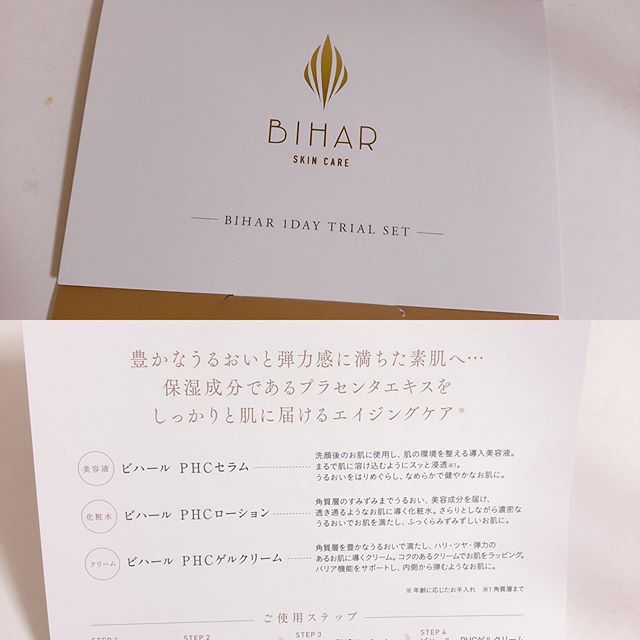 BIHAR
SKIN CARE
BIHAR 1DAY TRIAL SET
豊かなうるおいと弾力感に満ちた素肌へ…
保湿成分であるプラセンタエキスを
しっかりと肌に届けるエイジングケア※
美容液 ビハール PHCセラム
洗顔後のお肌に使用し、肌の環境を整える導入美容液。
まるで肌に溶け込むようにスッと浸透※1。
うるおいをはりめぐらし、なめらかで健やかなお肌に。
化粧水 ビハール PHCローション
角質層のすみずみまでうるおい、美容成分を届け、
透き通るようなお肌に導く化粧水。さらりとしながら濃密な
うるおいでお肌を満たし、ふっくらみずみずしいお肌に。
クリーム ビハール PHCゲルクリーム
角質層を豊かなうるおいで満たし、ハリ・ツヤ・弾力の
あるお肌に導くクリーム。コクのあるクリームでお肌をラッピング。
バリア機能をサポートし、内側から弾むようなお肌に。
※年齢に応じたお手入れ ※1 角質層まで
ご使用ステップ
STEP 1 STEP 2 STEP 3 STEP 4
PHCゲルクリーム